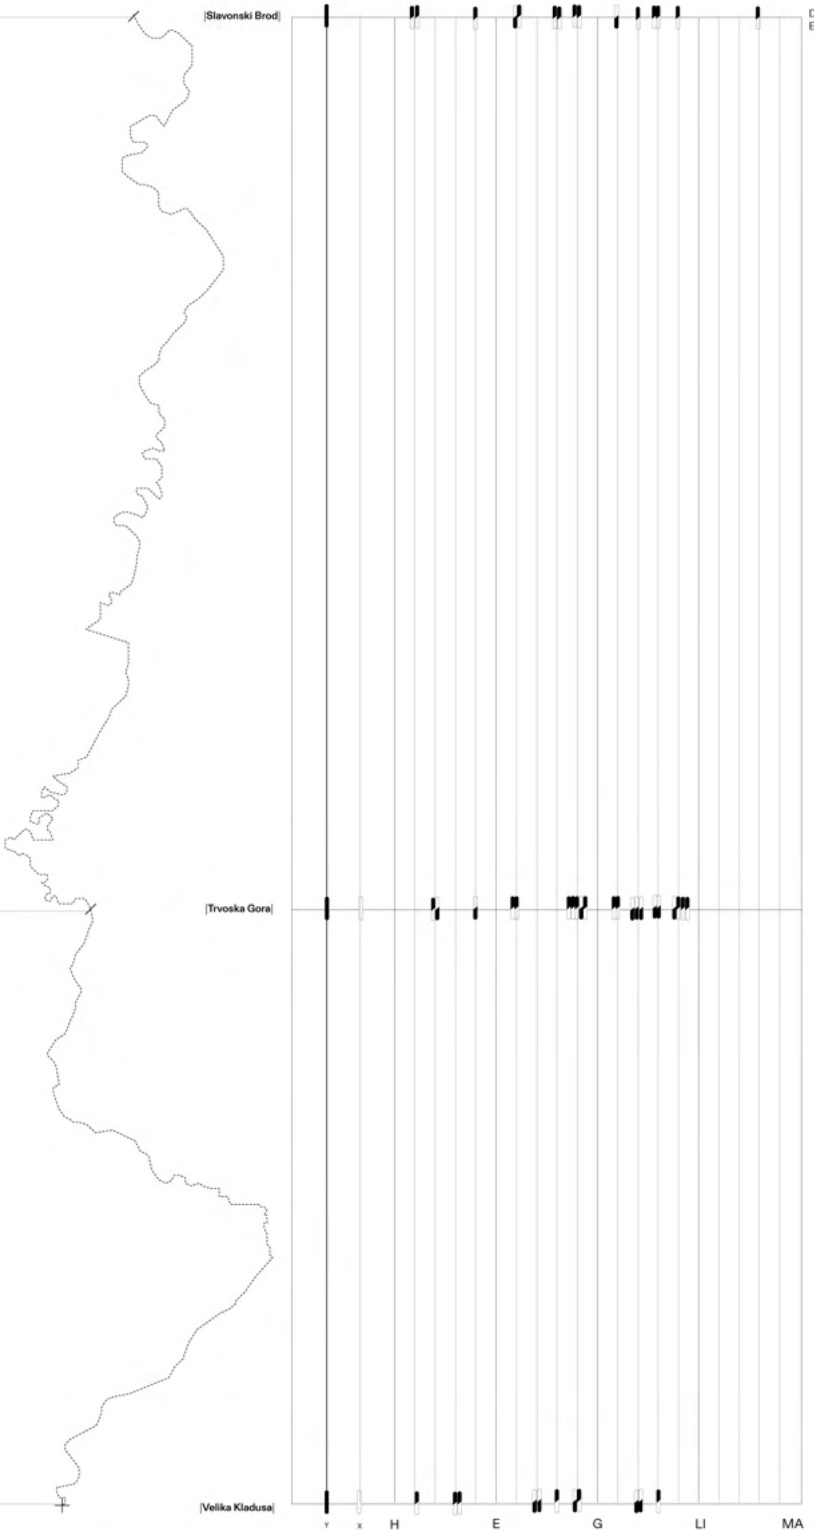 |Slavonski Brod|
D
E
|Trvoska Gora|
|Velika Kladusa|
Y X H E G LI MA